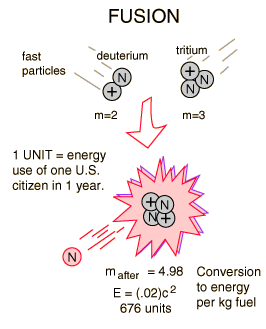 FUSION
fast
particles
deuterium
tritium
N
+
N
+
N
m=2
m=3
1 UNIT = energy
use of one U.S.
citizen in 1 year.
+ N
N +
N
m after = 4.98
E = (.02)c²
676 units
Conversion
to energy
per kg fuel